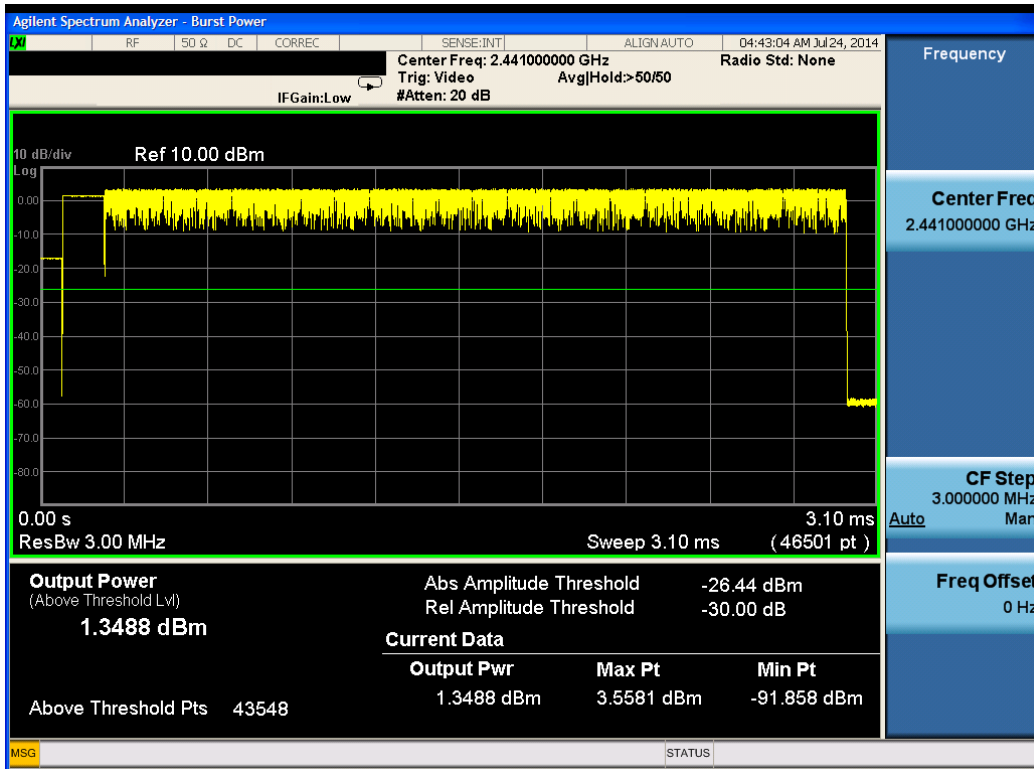 Agilent Spectrum Analyzer - Burst Power
LXI RF 50 Ω DC CORREC SENSE:INT ALIGN AUTO 04:43:04 AM Jul 24, 2014
Center Freq: 2.441000000 GHz Radio Std: None
Trig: Video Avg|Hold:>50/50
IFGain:Low #Atten: 20 dB
10 dB/div Ref 10.00 dBm
Log
0.00
-10.0
-20.0
-30.0
-40.0
-50.0
-60.0
-70.0
-80.0
0.00 s 3.10 ms
ResBw 3.00 MHz Sweep 3.10 ms (46501 pt)
Output Power
(Above Threshold Lvl)
1.3488 dBm
Abs Amplitude Threshold -26.44 dBm
Rel Amplitude Threshold -30.00 dB
Current Data
Output Pwr Max Pt Min Pt
1.3488 dBm 3.5581 dBm -91.858 dBm
Above Threshold Pts 43548
MSG STATUS
Frequency
Center Freq
2.441000000 GHz
CF Step
3.000000 MHz
Auto Man
Freq Offset
0 Hz